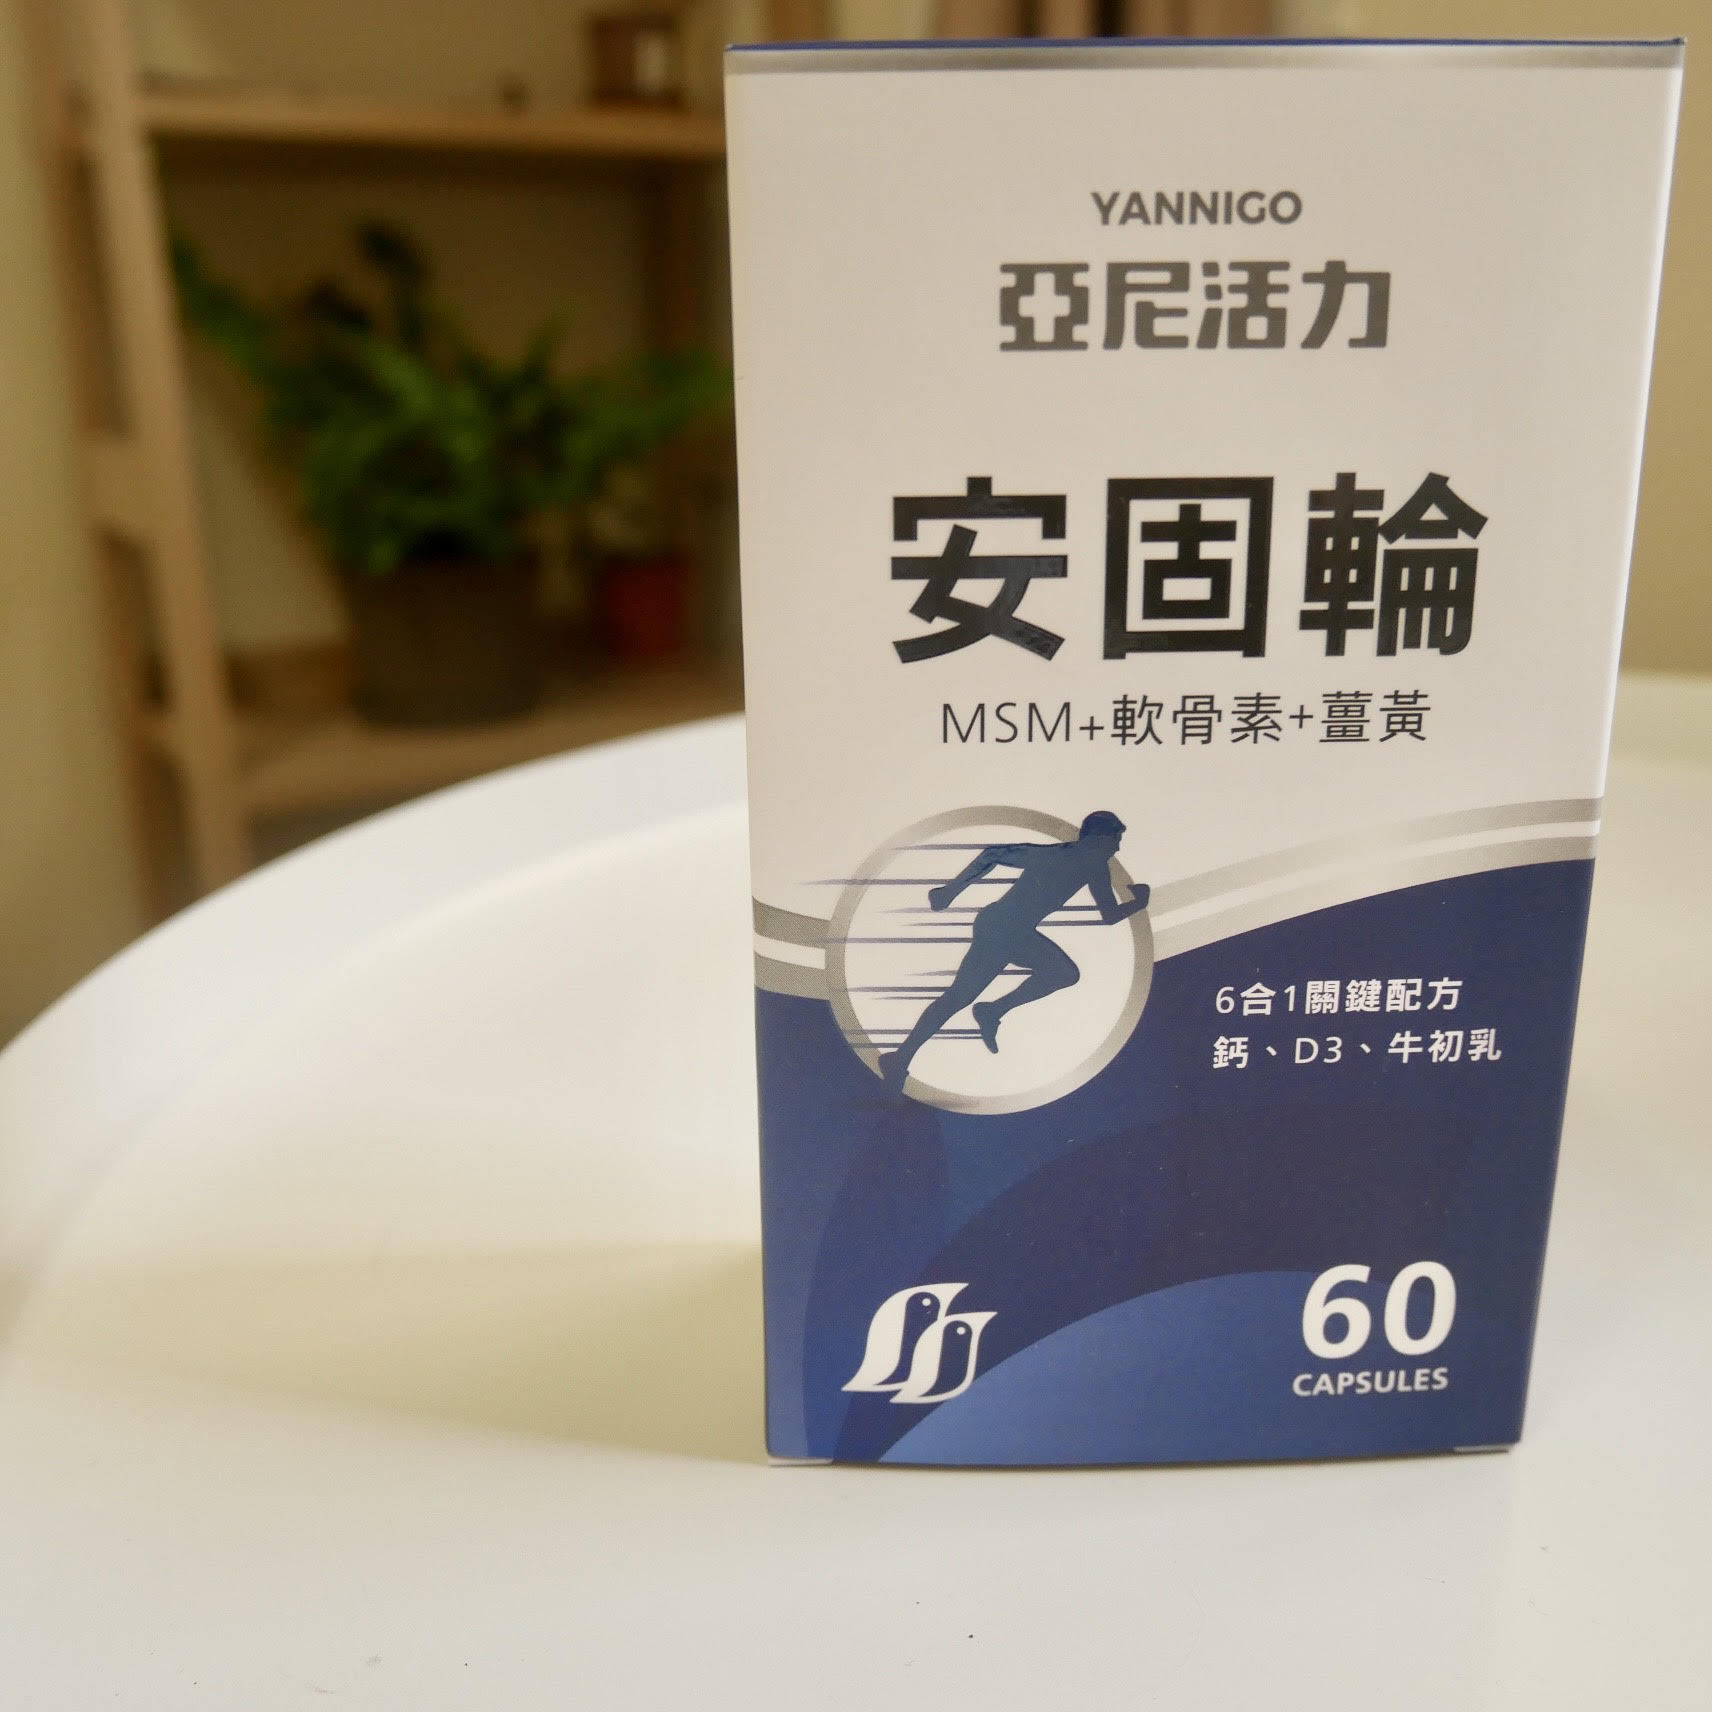 YANNIGO
亞尼活力
安固輪
MSM+軟骨素+薑黃
6合1關鍵配方
鈣、D3、牛初乳
60
CAPSULES